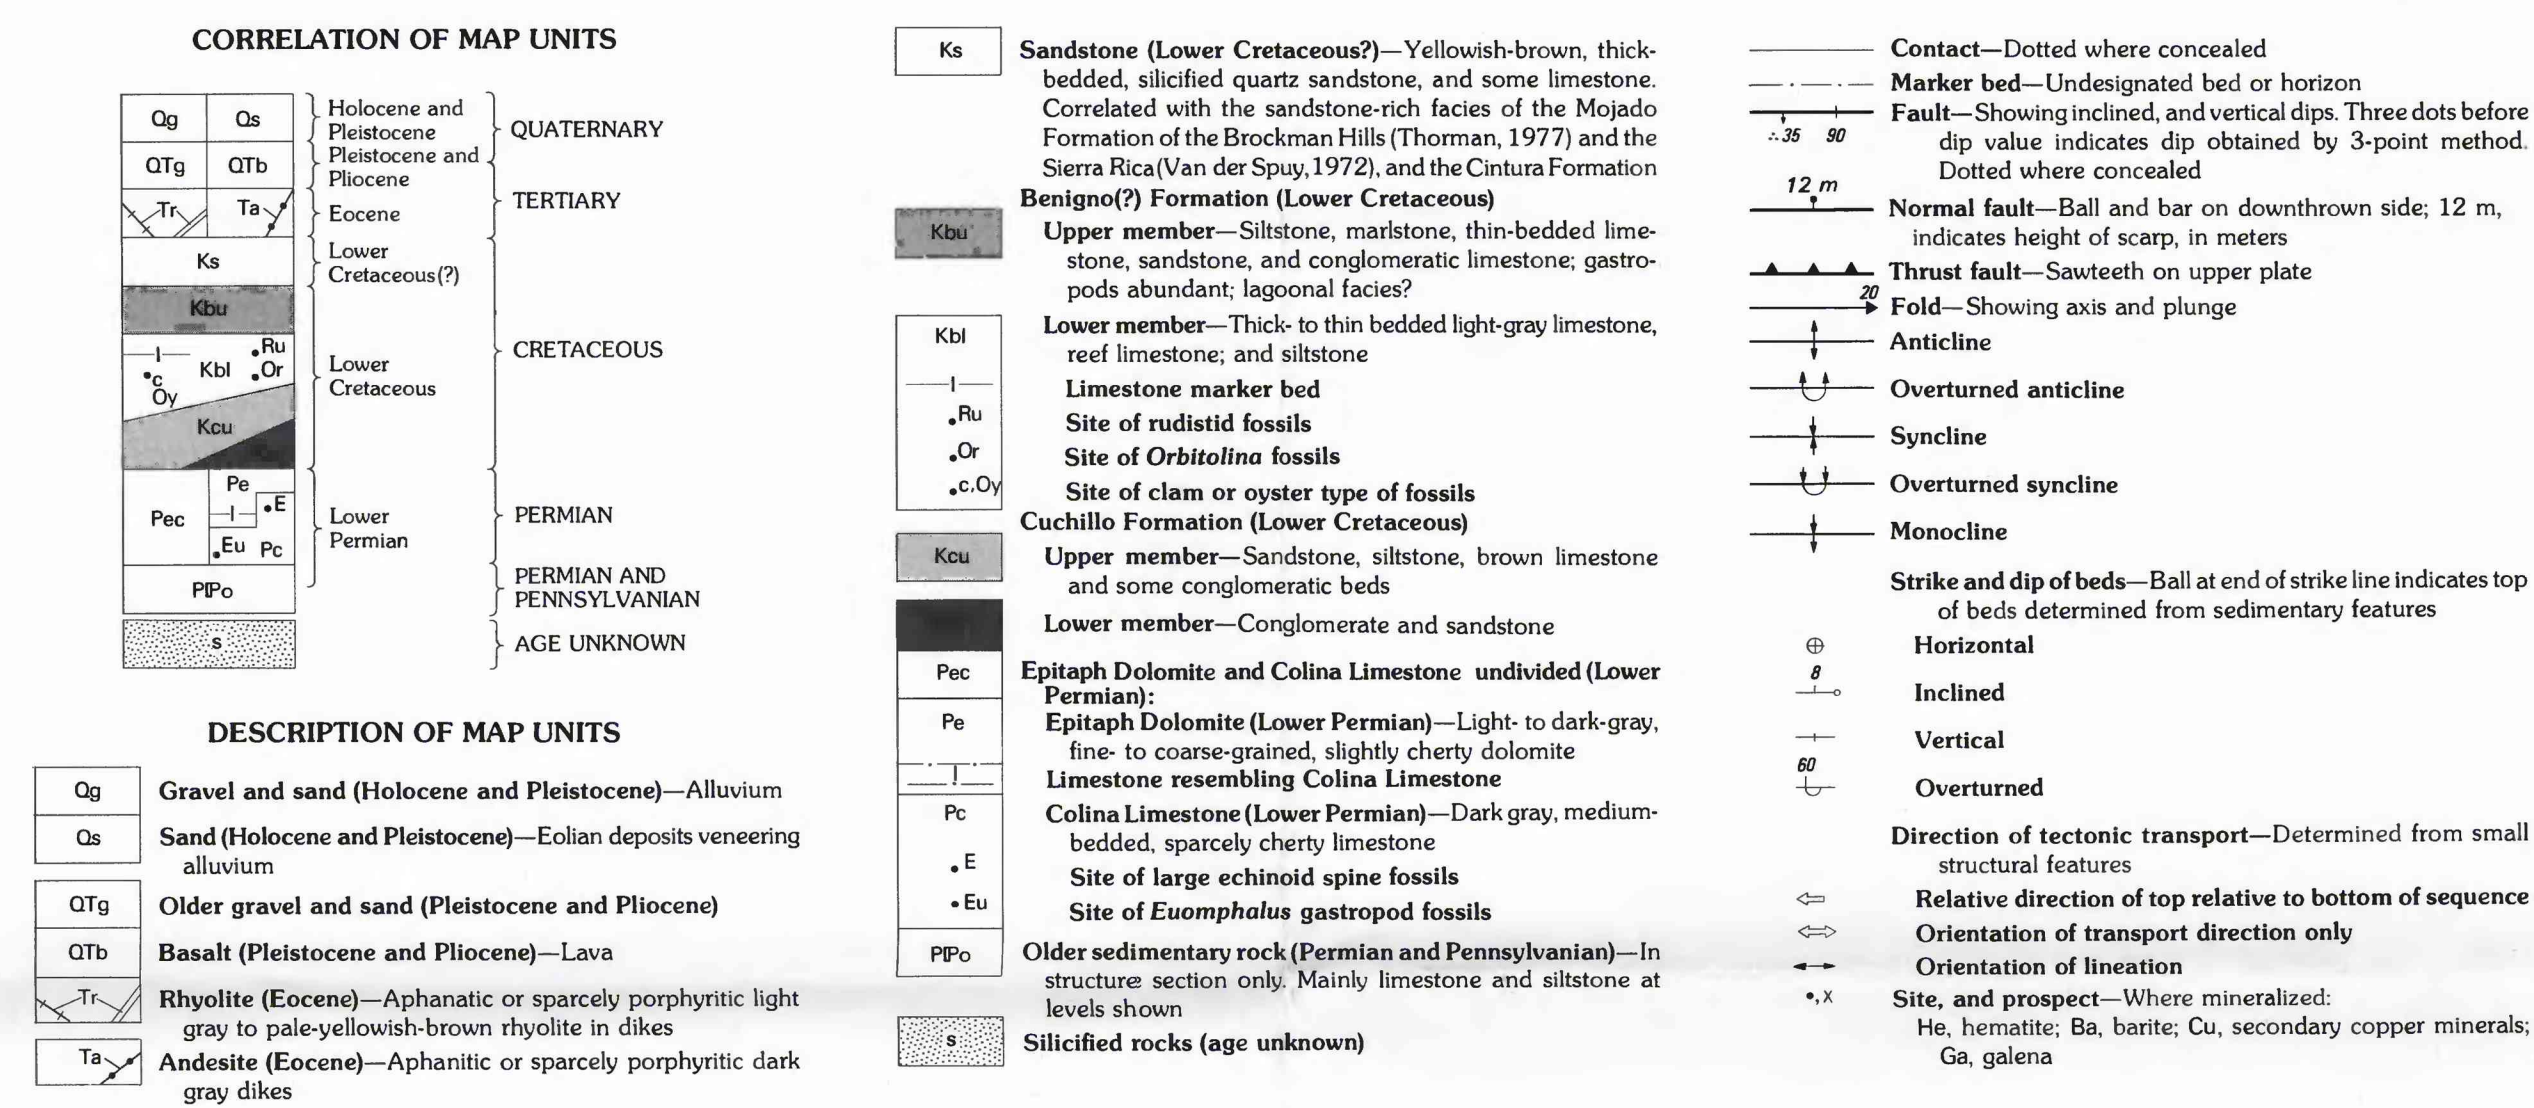 CORRELATION OF MAP UNITS
Qg
Qs
Holocene and
Pleistocene
QUATERNARY
QTg
QTb
Pleistocene and
Pliocene
Tr
Ta
Eocene
TERTIARY
Ks
Lower
Cretaceous(?)
Kbu
Ru
Kbl
Or
c
Oy
Lower
Cretaceous
CRETACEOUS
Kcu
Pec
Pe
E
Eu
Pc
Lower
Permian
PERMIAN
PℙPo
PERMIAN AND
PENNSYLVANIAN
s
AGE UNKNOWN
DESCRIPTION OF MAP UNITS
Qg
Gravel and sand (Holocene and Pleistocene)—Alluvium
Qs
Sand (Holocene and Pleistocene)—Eolian deposits veneering
alluvium
QTg
Older gravel and sand (Pleistocene and Pliocene)
QTb
Basalt (Pleistocene and Pliocene)—Lava
Tr
Rhyolite (Eocene)—Aphanatic or sparcely porphyritic light
gray to pale-yellowish-brown rhyolite in dikes
Ta
Andesite (Eocene)—Aphanitic or sparcely porphyritic dark
gray dikes
Ks
Sandstone (Lower Cretaceous?)—Yellowish-brown, thick-
bedded, silicified quartz sandstone, and some limestone.
Correlated with the sandstone-rich facies of the Mojado
Formation of the Brockman Hills (Thorman, 1977) and the
Sierra Rica (Van der Spuy, 1972), and the Cintura Formation
Benigno(?) Formation (Lower Cretaceous)
Kbu
Upper member—Siltstone, marlstone, thin-bedded lime-
stone, sandstone, and conglomeratic limestone; gastro-
pods abundant; lagoonal facies?
Kbl
Lower member—Thick- to thin bedded light-gray limestone,
reef limestone; and siltstone
Limestone marker bed
.Ru
Site of rudistid fossils
.Or
Site of Orbitolina fossils
.c,Oy
Site of clam or oyster type of fossils
Cuchillo Formation (Lower Cretaceous)
Kcu
Upper member—Sandstone, siltstone, brown limestone
and some conglomeratic beds
Lower member—Conglomerate and sandstone
Pec
Epitaph Dolomite and Colina Limestone undivided (Lower
Permian):
Pe
Epitaph Dolomite (Lower Permian)—Light- to dark-gray,
fine- to coarse-grained, slightly cherty dolomite
Limestone resembling Colina Limestone
Pc
Colina Limestone (Lower Permian)—Dark gray, medium-
bedded, sparcely cherty limestone
• E
Site of large echinoid spine fossils
• Eu
Site of Euomphalus gastropod fossils
PℙPo
Older sedimentary rock (Permian and Pennsylvanian)—In
structure section only. Mainly limestone and siltstone at
levels shown
s
Silicified rocks (age unknown)
Contact—Dotted where concealed
Marker bed—Undesignated bed or horizon
Fault—Showing inclined, and vertical dips. Three dots before
∴35 90
dip value indicates dip obtained by 3-point method.
Dotted where concealed
12 m
Normal fault—Ball and bar on downthrown side; 12 m,
indicates height of scarp, in meters
Thrust fault—Sawteeth on upper plate
20
Fold—Showing axis and plunge
Anticline
Overturned anticline
Syncline
Overturned syncline
Monocline
Strike and dip of beds—Ball at end of strike line indicates top
of beds determined from sedimentary features
Horizontal
8
Inclined
Vertical
60
Overturned
Direction of tectonic transport—Determined from small
structural features
Relative direction of top relative to bottom of sequence
Orientation of transport direction only
Orientation of lineation
•, X
Site, and prospect—Where mineralized:
He, hematite; Ba, barite; Cu, secondary copper minerals;
Ga, galena